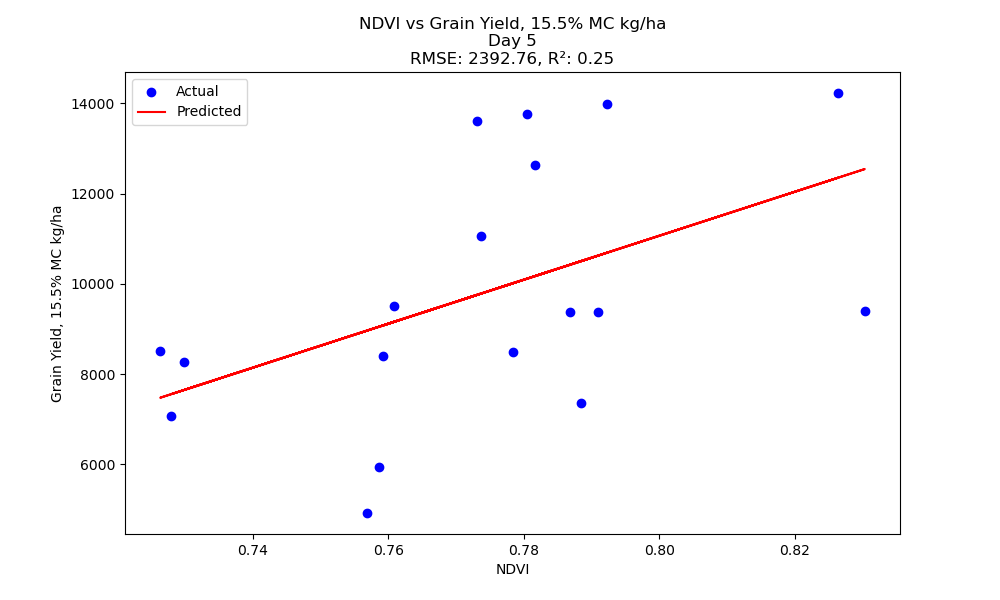 NDVI vs Grain Yield, 15.5% MC kg/ha
Day 5
RMSE: 2392.76, R²: 0.25
Actual
Predicted
14000
12000
10000
8000
6000
Grain Yield, 15.5% MC kg/ha
0.74 0.76 0.78 0.80 0.82
NDVI